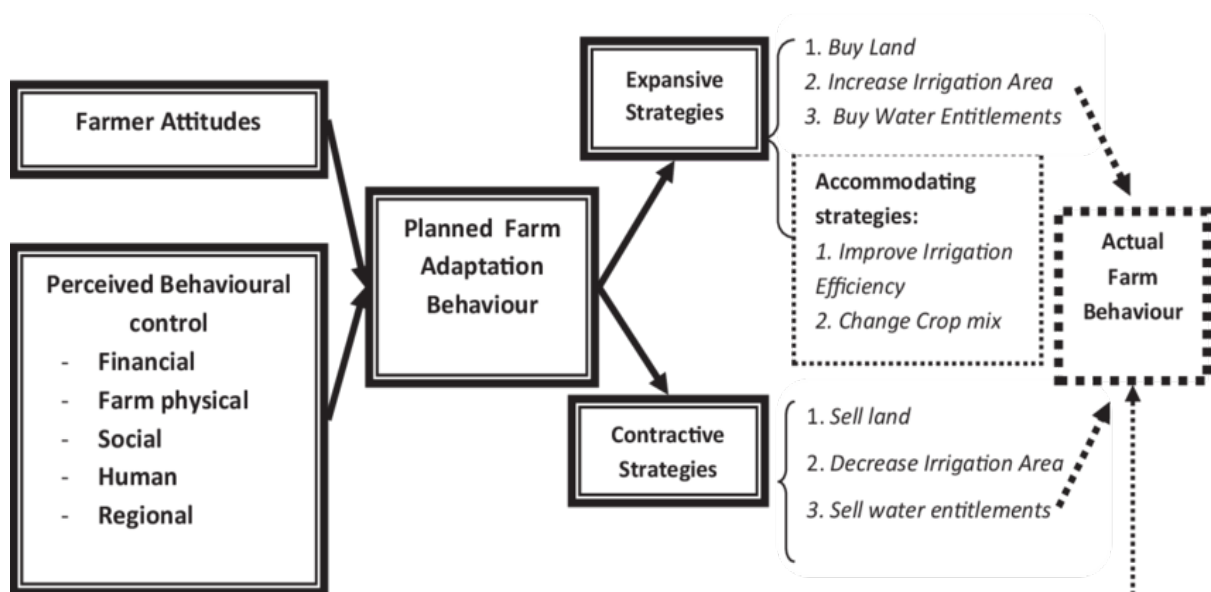 Farmer Attitudes
Perceived Behavioural
control
- Financial
- Farm physical
- Social
- Human
- Regional
Planned Farm
Adaptation
Behaviour
Expansive
Strategies
1. Buy Land
2. Increase Irrigation Area
3. Buy Water Entitlements
Accommodating
strategies:
1. Improve Irrigation
Efficiency
2. Change Crop mix
Contractive
Strategies
1. Sell land
2. Decrease Irrigation Area
3. Sell water entitlements
Actual
Farm
Behaviour